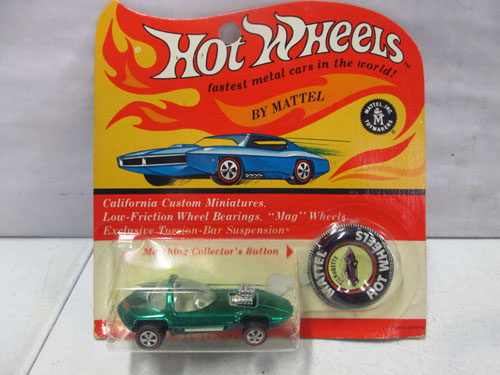 HOT WHEELS
fastest metal cars in the world!
BY MATTEL
MATTEL, INC.
M
TOYMAKERS
California Custom Miniatures.
Low-Friction Wheel Bearings. "Mag" Wheels
Exclusive Torsion-Bar Suspension
Matching Collector's Button
MATTEL
HOT WHEELS